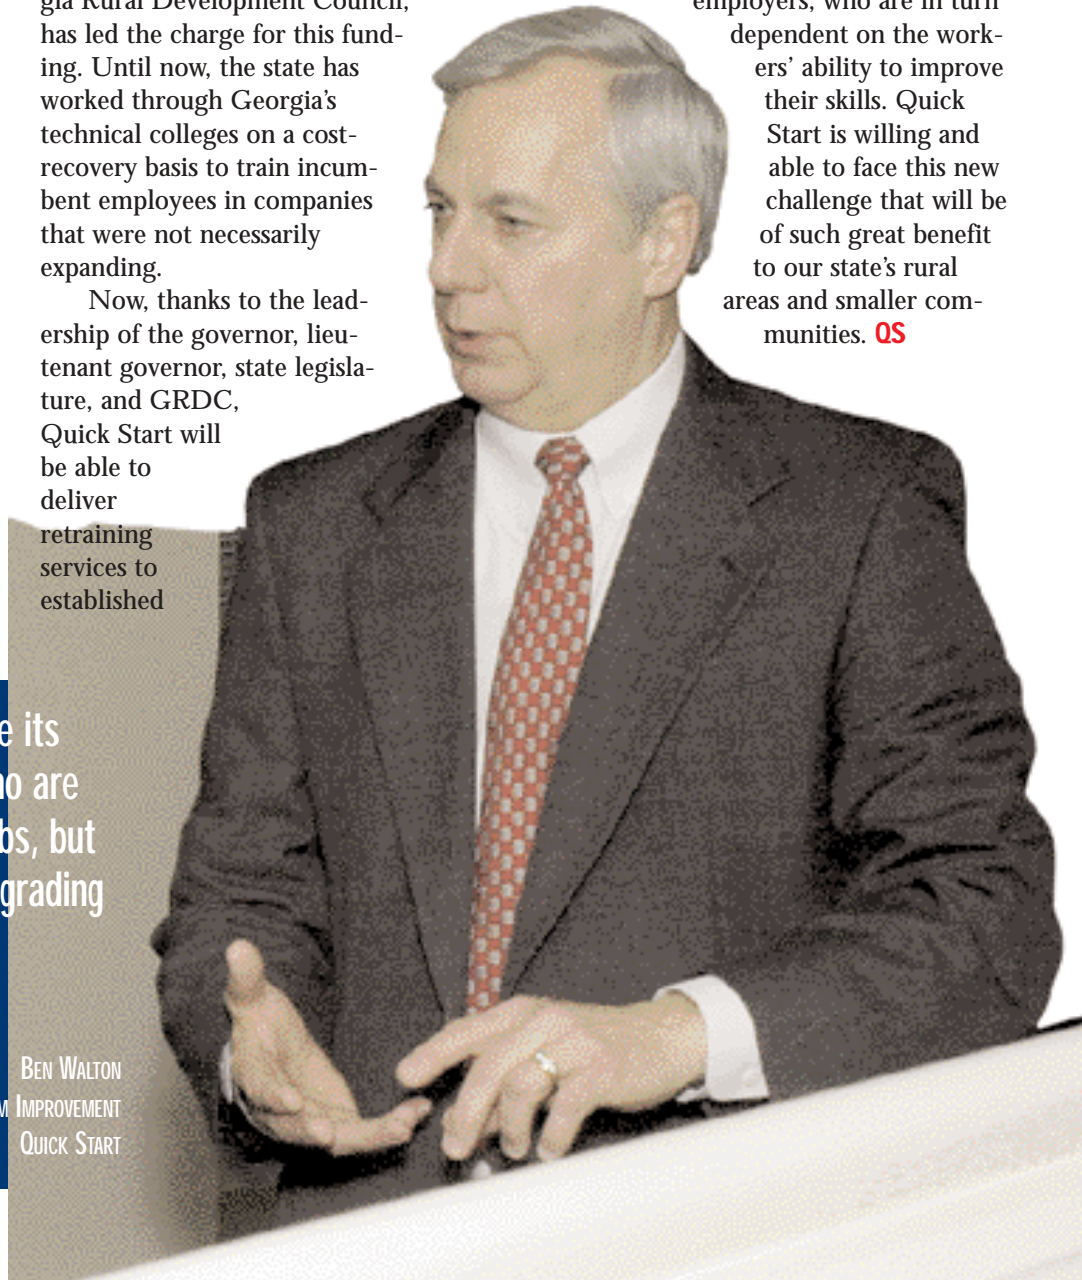 gia Rural Development Council,
has led the charge for this fund-
ing. Until now, the state has
worked through Georgia's
technical colleges on a cost-
recovery basis to train incum-
bent employees in companies
that were not necessarily
expanding.
Now, thanks to the lead-
ership of the governor, lieu-
tenant governor, state legisla-
ture, and GRDC,
Quick Start will
be able to
deliver
retraining
services to
established
employers, who are in turn
dependent on the work-
ers' ability to improve
their skills. Quick
Start is willing and
able to face this new
challenge that will be
of such great benefit
to our state's rural
areas and smaller com-
munities. QS
e its
o are
bs, but
grading
BEN WALTON
M IMPROVEMENT
QUICK START